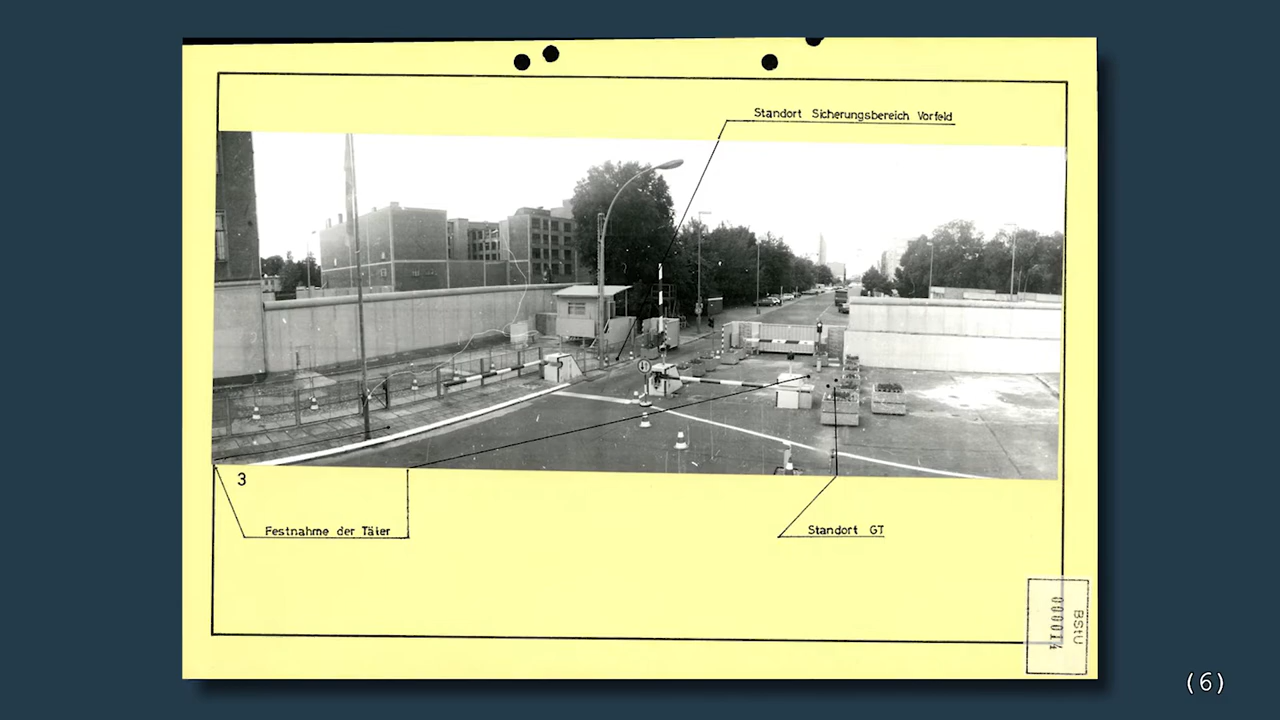 Standort Sicherungsbereich Vorfeld
3
Festnahme der Täter
Standort GT
BStU
000014
(6)